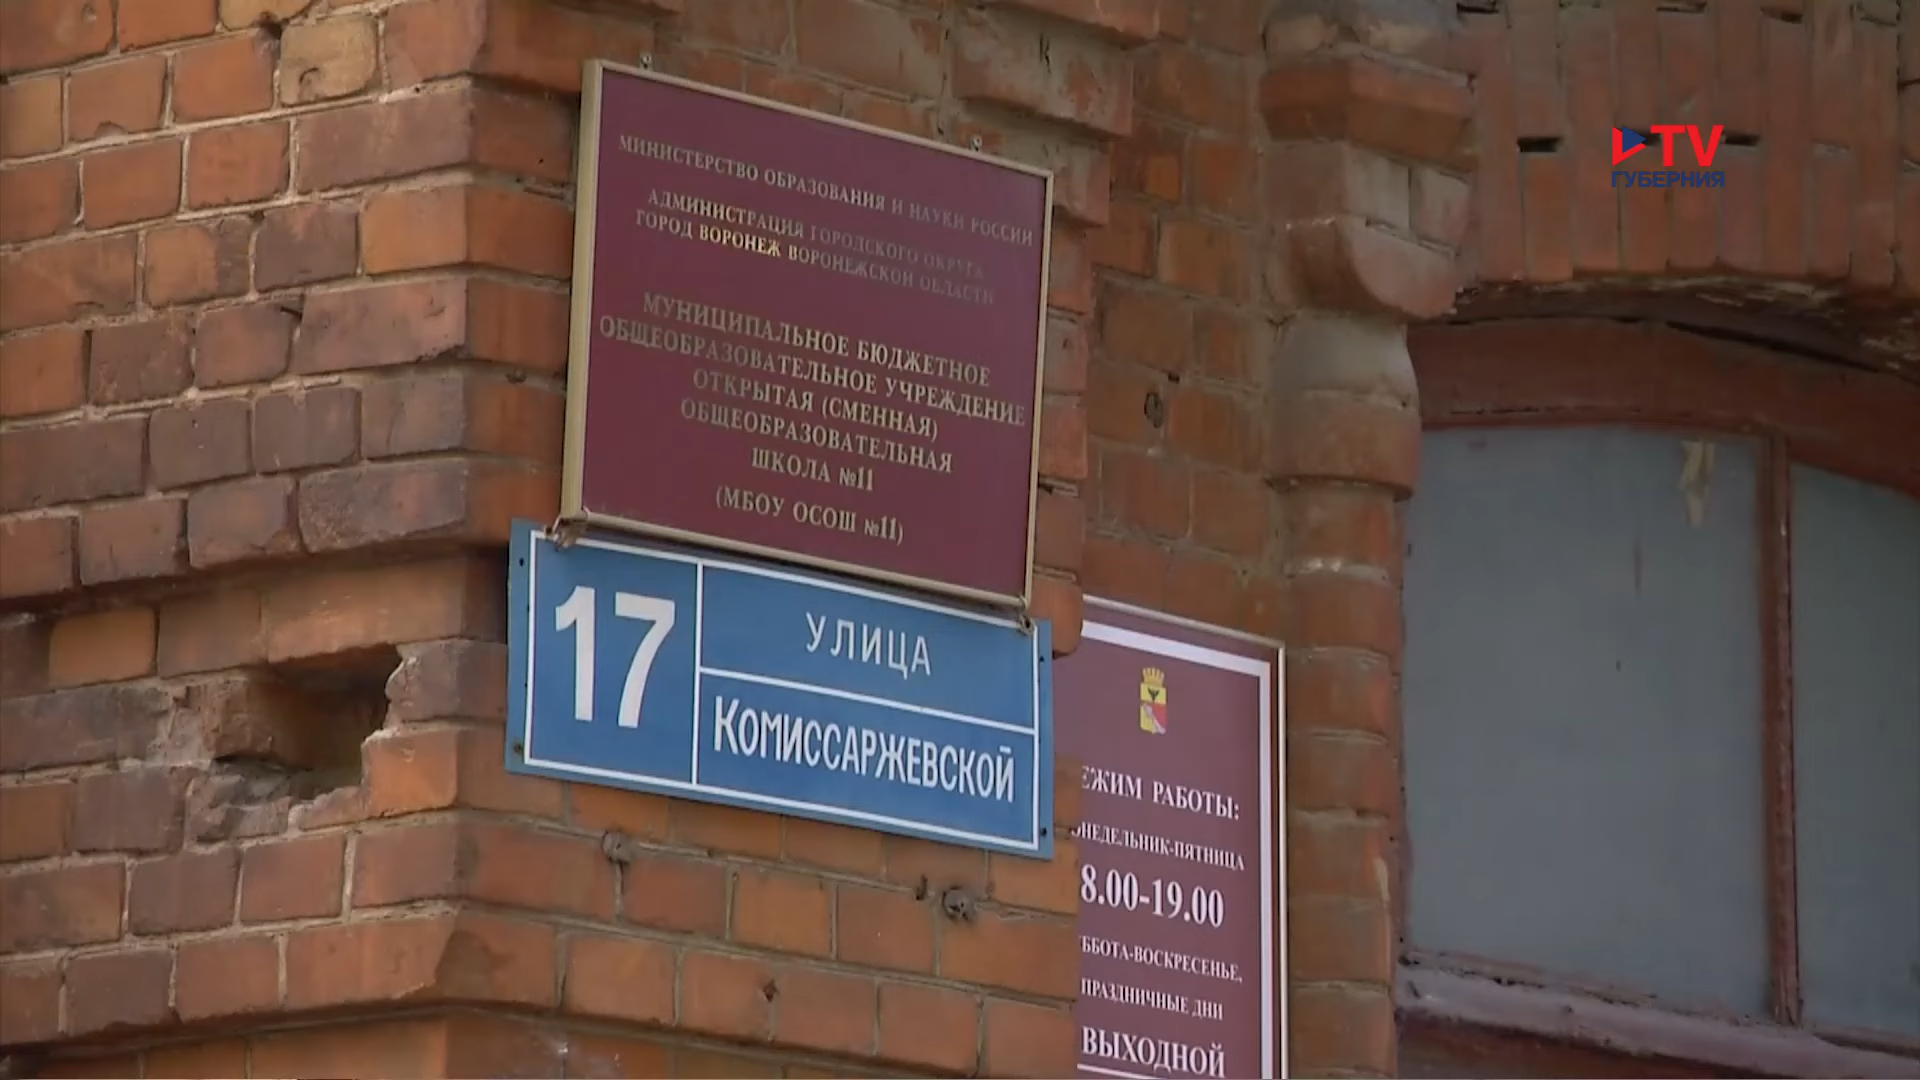 МИНИСТЕРСТВО ОБРАЗОВАНИЯ И НАУКИ РОССИИ
АДМИНИСТРАЦИЯ ГОРОДСКОГО ОКРУГА
ГОРОД ВОРОНЕЖ ВОРОНЕЖСКОЙ ОБЛАСТИ
МУНИЦИПАЛЬНОЕ БЮДЖЕТНОЕ
ОБЩЕОБРАЗОВАТЕЛЬНОЕ УЧРЕЖДЕНИЕ
ОТКРЫТАЯ (СМЕННАЯ)
ОБЩЕОБРАЗОВАТЕЛЬНАЯ
ШКОЛА №11
(МБОУ ОСОШ №11)
17
УЛИЦА
КОМИССАРЖЕВСКОЙ
ЕЖИМ РАБОТЫ:
ОНЕДЕЛЬНИК-ПЯТНИЦА
8.00-19.00
УББОТА-ВОСКРЕСЕНЬЕ,
ПРАЗДНИЧНЫЕ ДНИ
ВЫХОДНОЙ
TV
ГУБЕРНИЯ